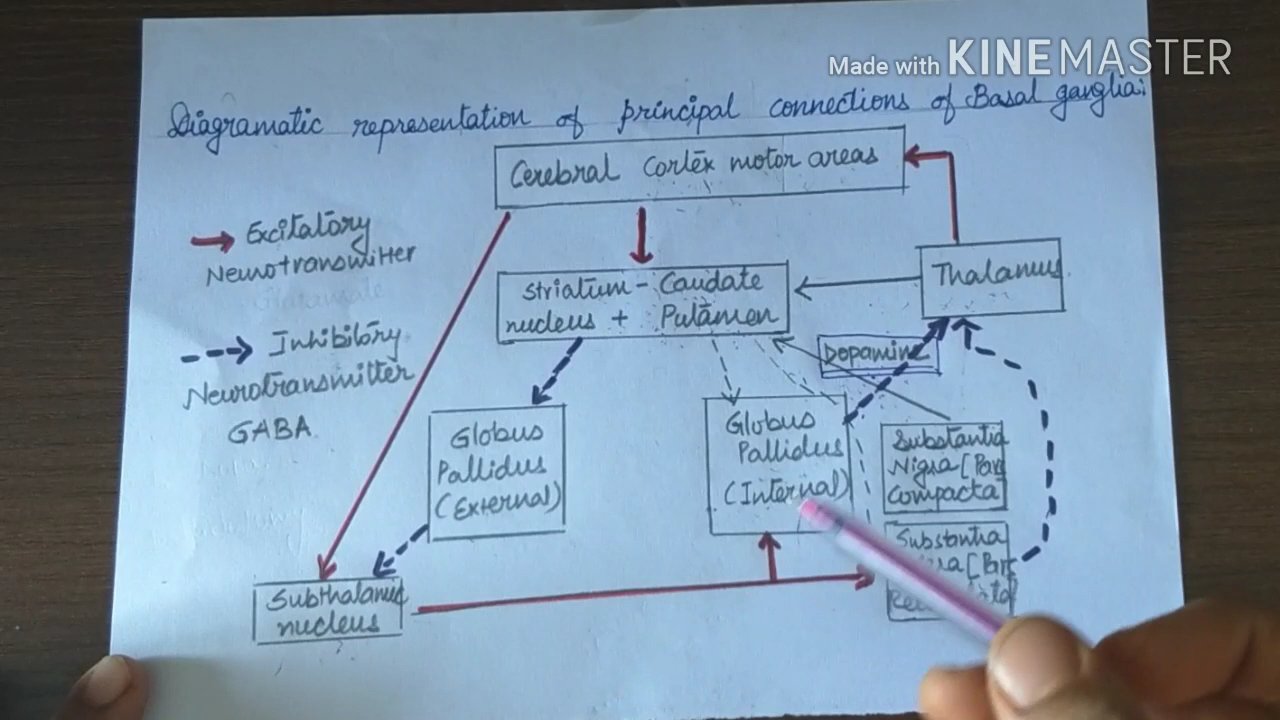 Made with KINEMASTER
Diagramatic representation of principal connections of Basal ganglia:
Cerebral Cortex motor areas
Excitatory
Neurotransmitter
Inhibitory
Neurotransmitter
GABA
Striatum - Caudate
nucleus + Putamen
Thalamus
Dopamine
Globus
Pallidus
(External)
Globus
Pallidus
(Internal)
Substantia
Nigra [Par
Compacta
Substantia
[Par
Subthalamus
nucleus